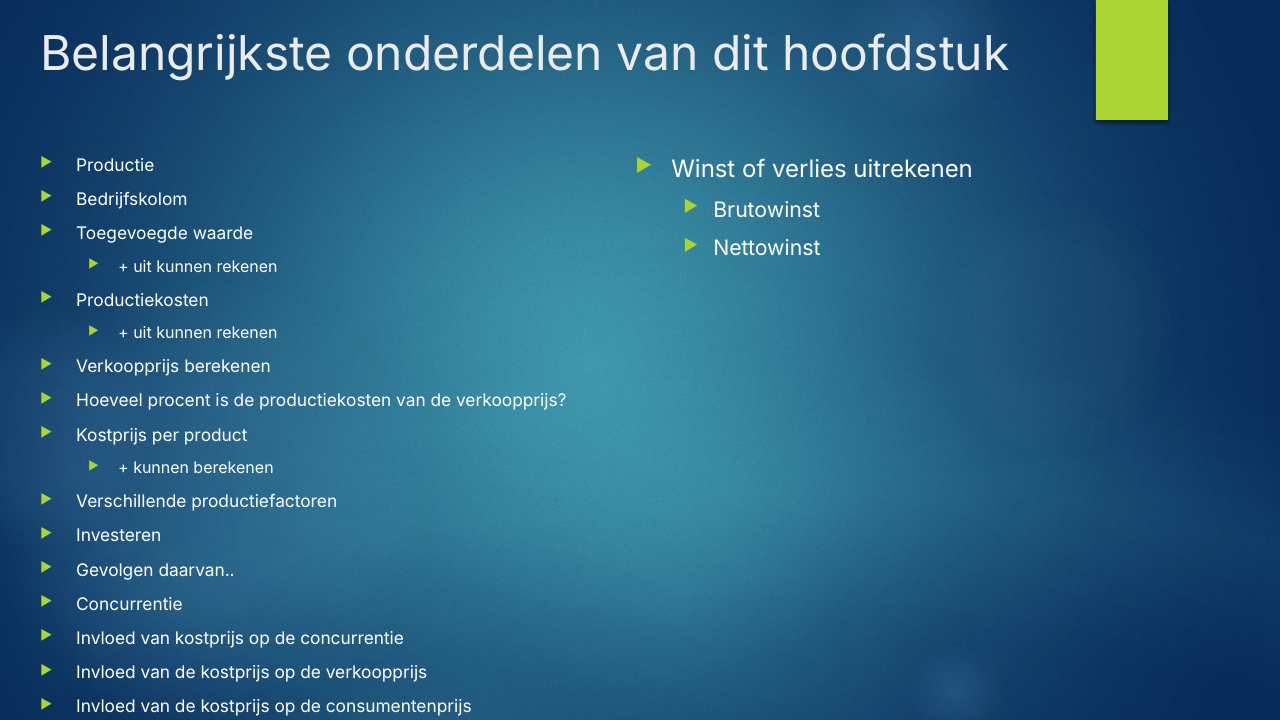 Belangrijkste onderdelen van dit hoofdstuk
Productie
Bedrijfskolom
Toegevoegde waarde
+ uit kunnen rekenen
Productiekosten
+ uit kunnen rekenen
Verkoopprijs berekenen
Hoeveel procent is de productiekosten van de verkoopprijs?
Kostprijs per product
+ kunnen berekenen
Verschillende productiefactoren
Investeren
Gevolgen daarvan..
Concurrentie
Invloed van kostprijs op de concurrentie
Invloed van de kostprijs op de verkoopprijs
Invloed van de kostprijs op de consumentenprijs
Winst of verlies uitrekenen
Brutowinst
Nettowinst